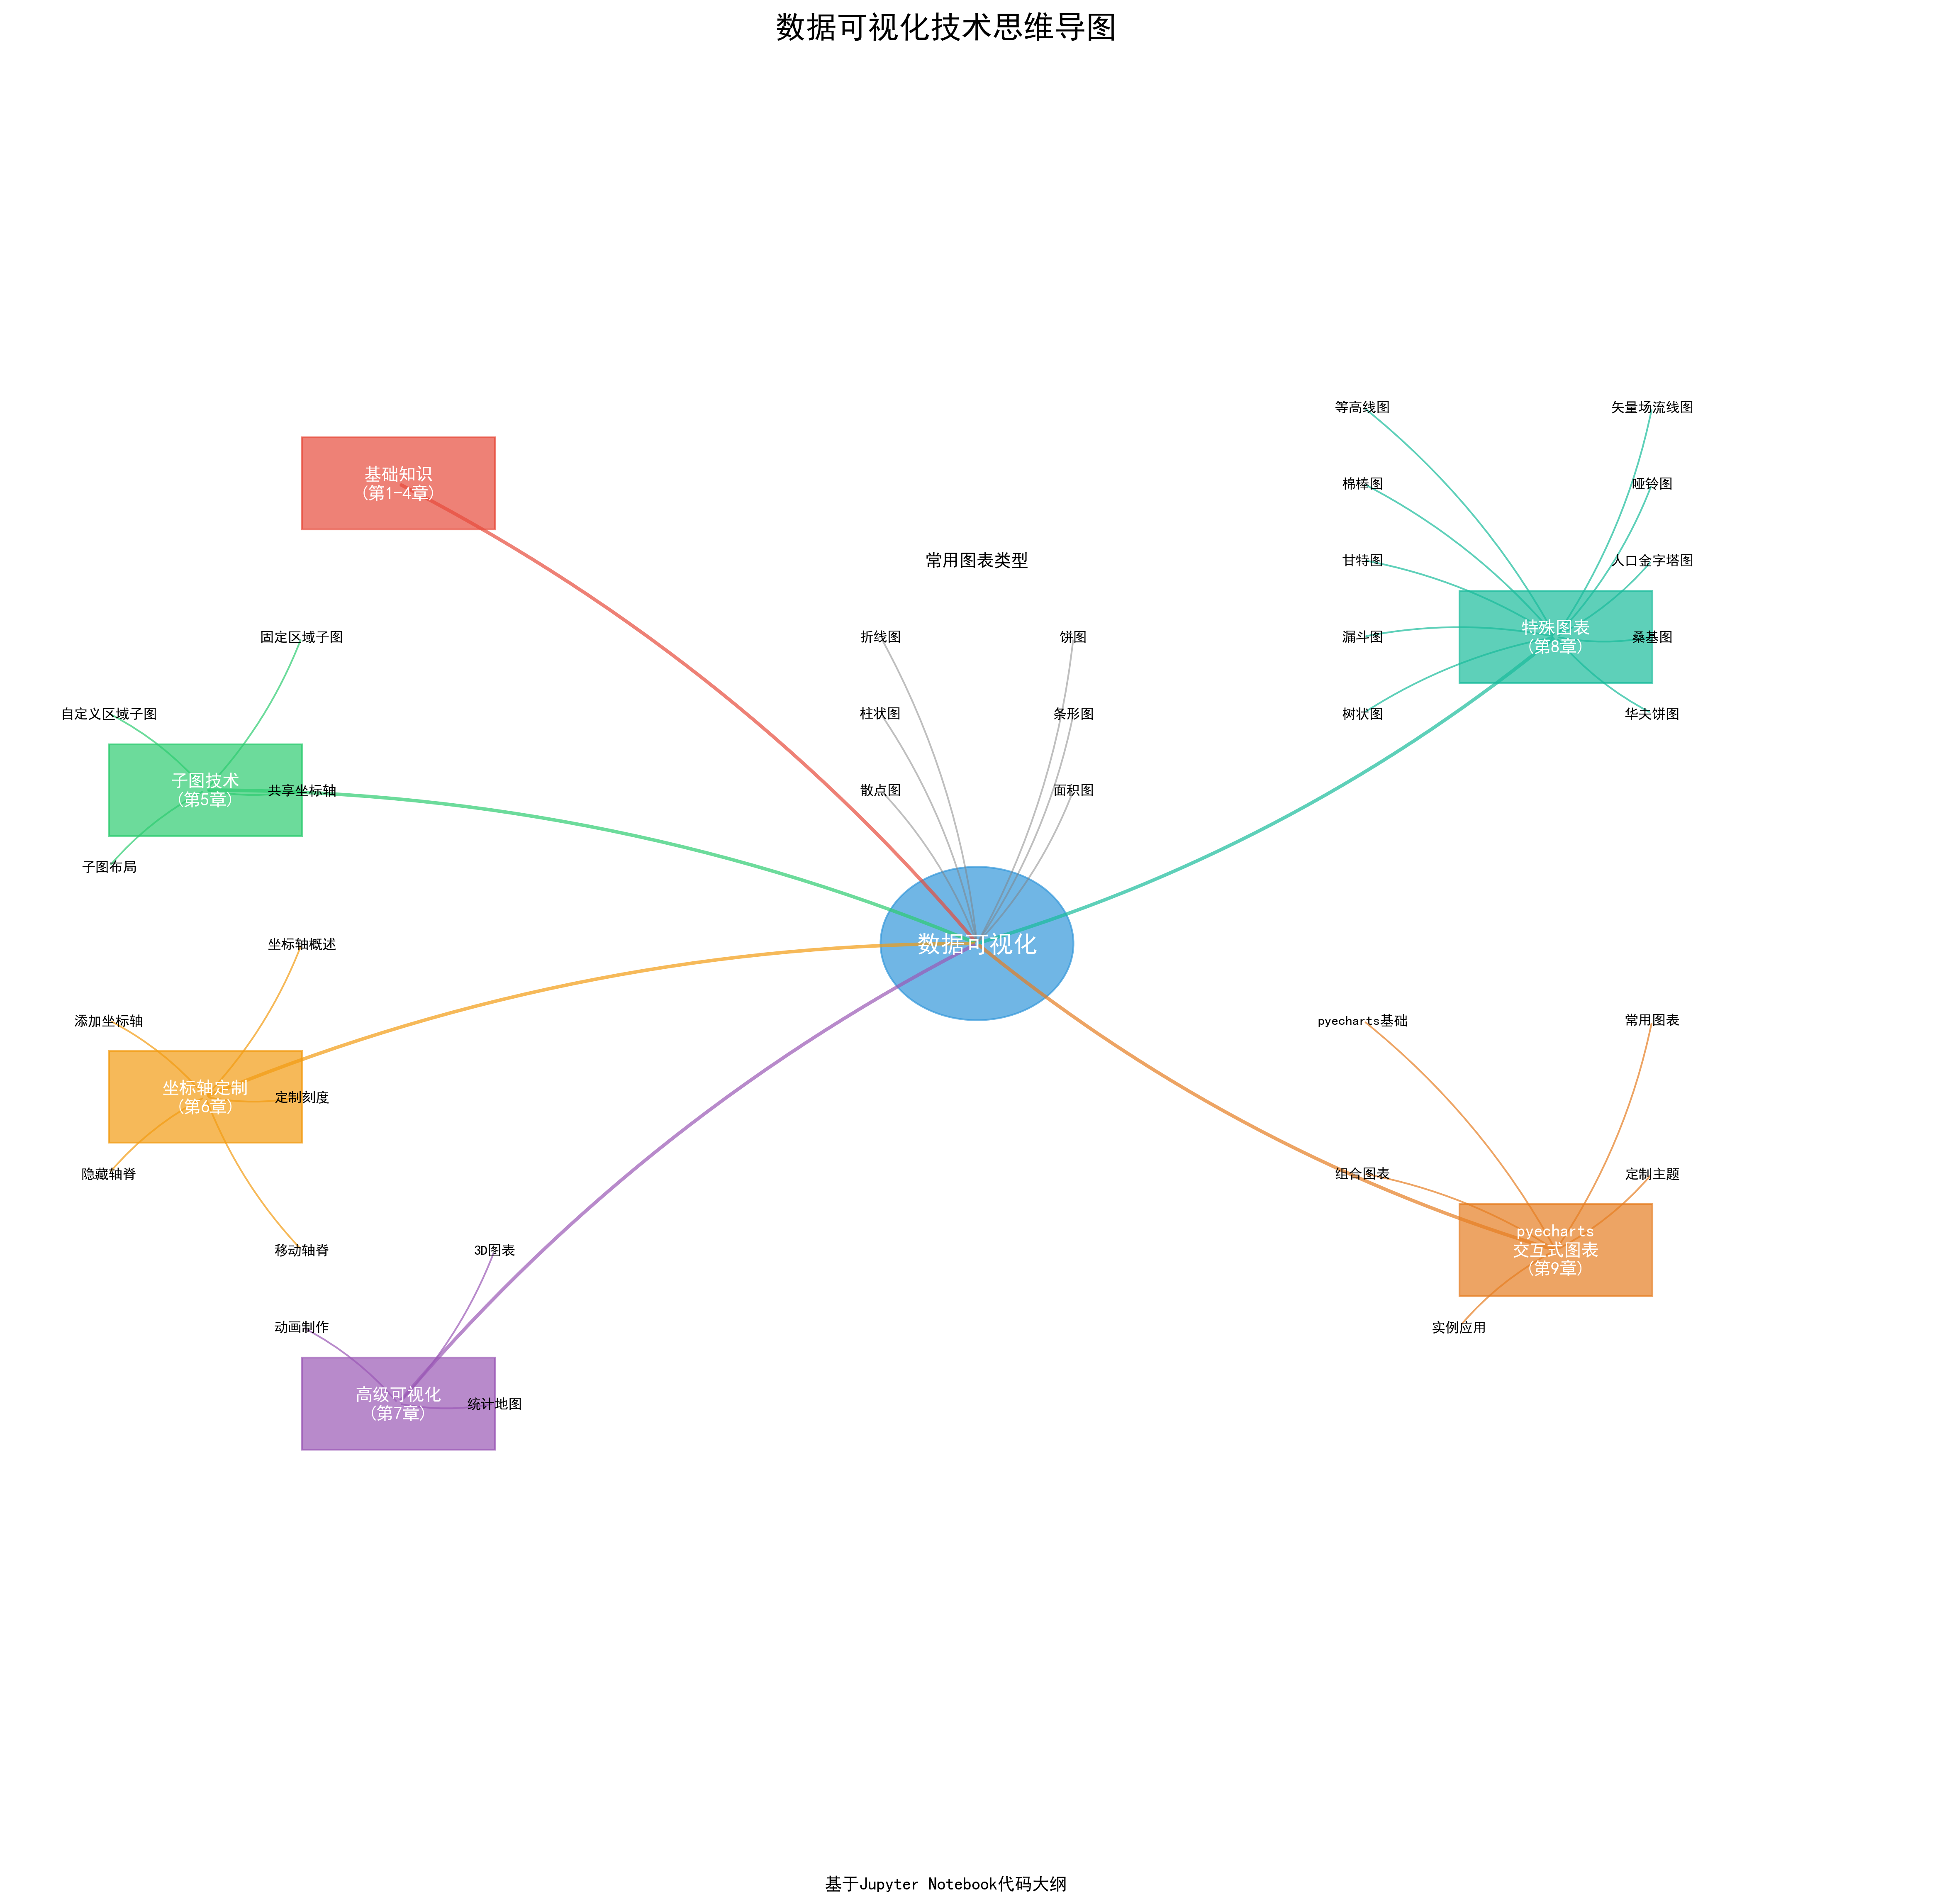 数据可视化技术思维导图
基础知识
(第1-4章)
固定区域子图
自定义区域子图
子图技术
(第5章)
共享坐标轴
子图布局
坐标轴概述
添加坐标轴
坐标轴定制
(第6章)
定制刻度
隐藏轴脊
移动轴脊
3D图表
动画制作
高级可视化
(第7章)
统计地图
常用图表类型
折线图
饼图
柱状图
条形图
散点图
面积图
数据可视化
等高线图
矢量场流线图
棉棒图
哑铃图
甘特图
人口金字塔图
漏斗图
特殊图表
(第8章)
桑基图
树状图
华夫饼图
pyecharts基础
常用图表
组合图表
定制主题
pyecharts
交互式图表
(第9章)
实例应用
基于Jupyter Notebook代码大纲